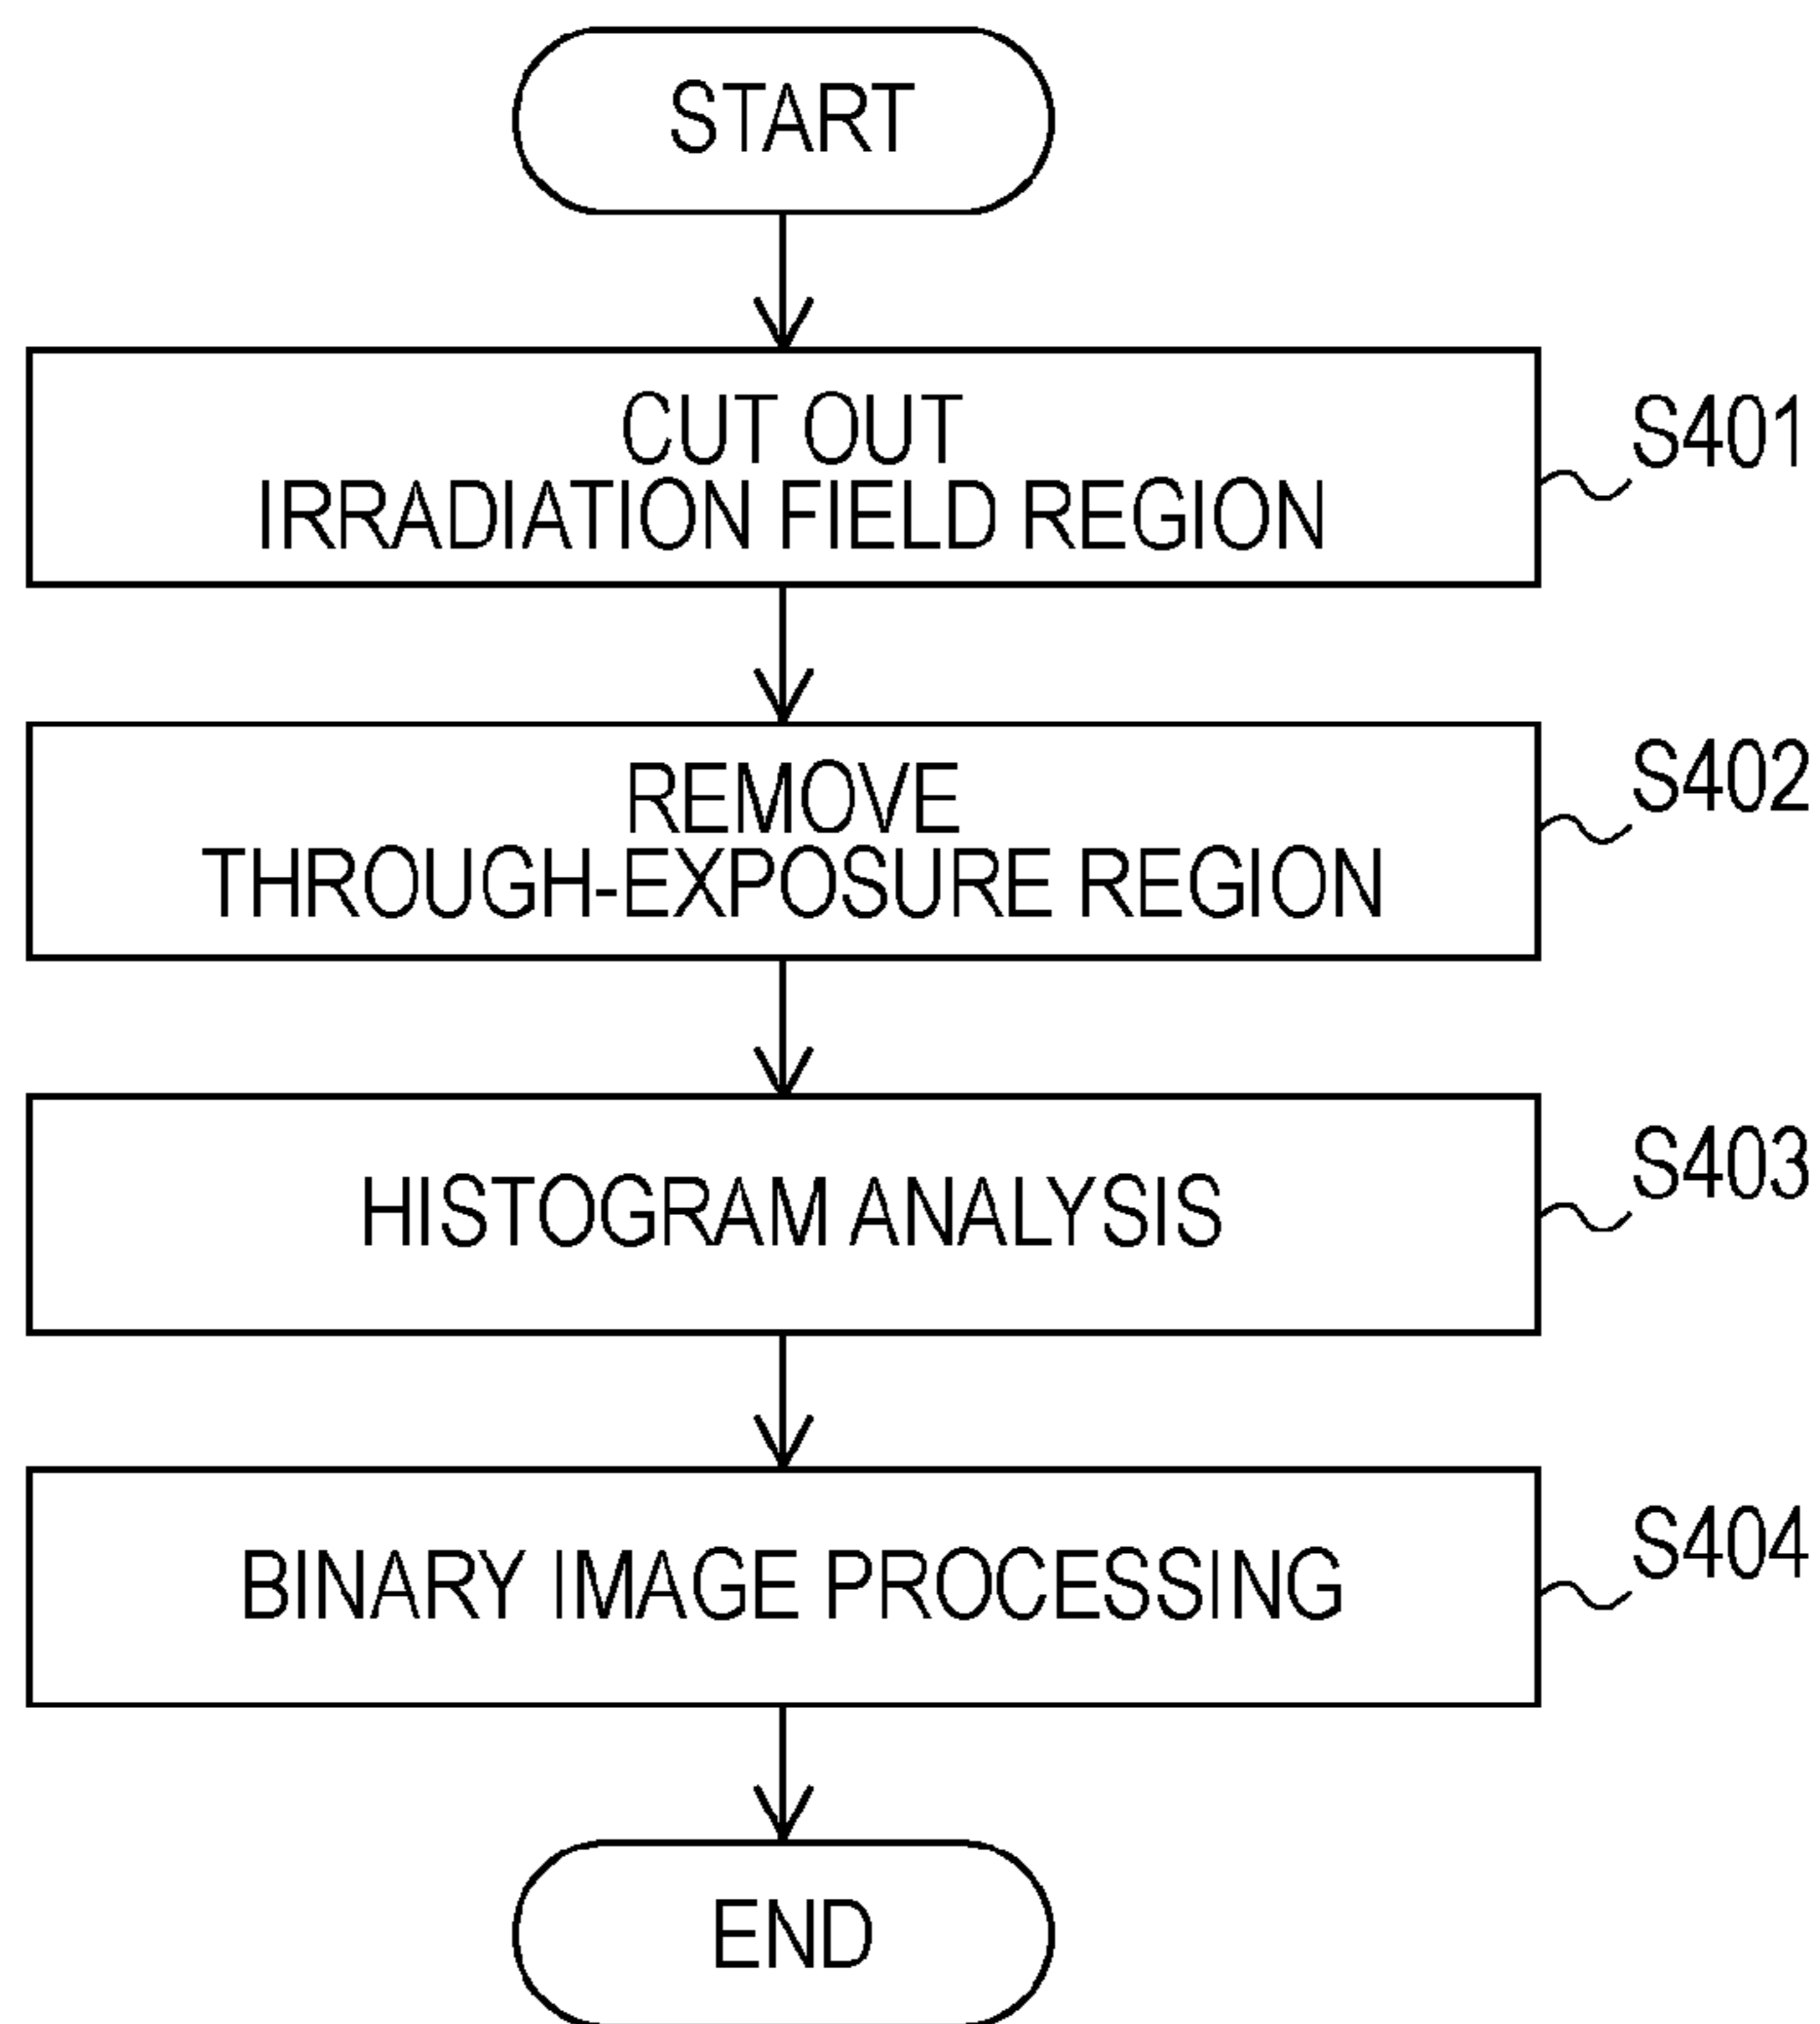 START
CUT OUT
IRRADIATION FIELD REGION
S401
REMOVE
THROUGH-EXPOSURE REGION
S402
HISTOGRAM ANALYSIS
S403
BINARY IMAGE PROCESSING
S404
END